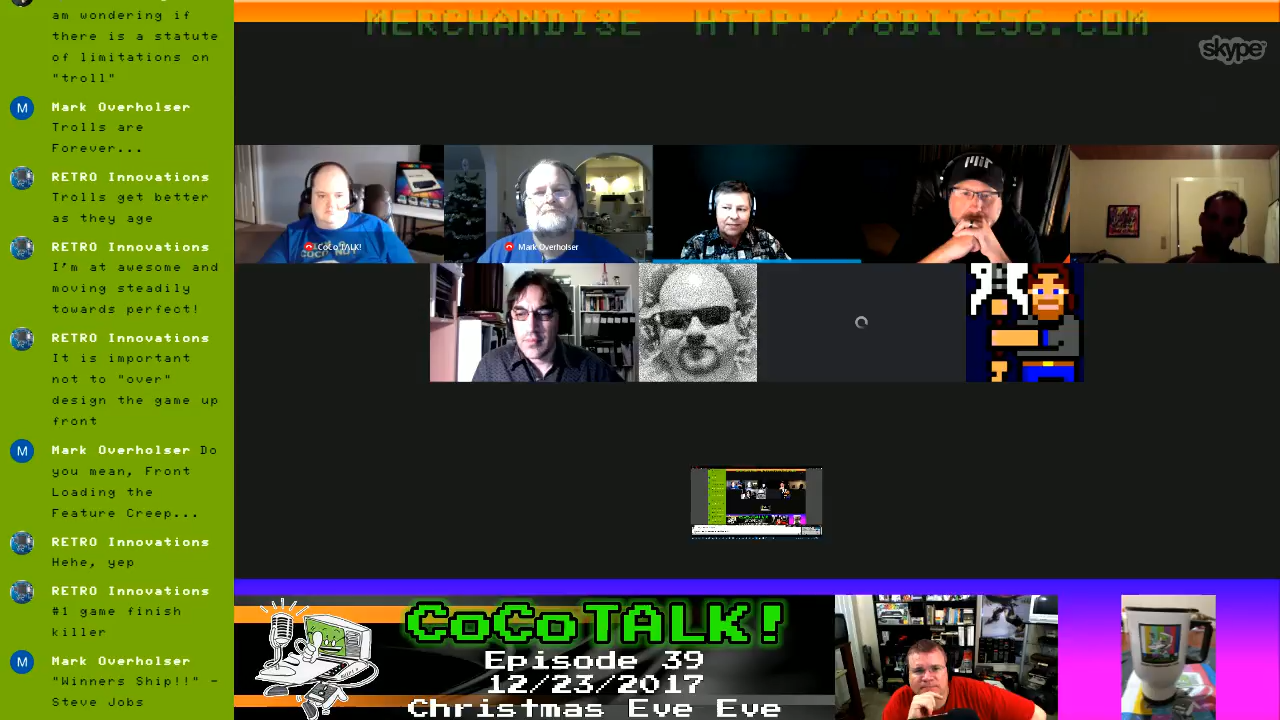 am wondering if
there is a statute
of limitations on
"troll"
Mark Overholser
Trolls are
Forever...
RETRO Innovations
Trolls get better
as they age
RETRO Innovations
I'm at awesome and
moving steadily
towards perfect!
RETRO Innovations
It is important
not to "over"
design the game up
front
Mark Overholser Do
you mean, Front
Loading the
Feature Creep...
RETRO Innovations
Hehe, yep
RETRO Innovations
#1 game finish
killer
Mark Overholser
"Winners Ship!!" -
Steve Jobs
MERCHANDISE HTTP://8BIT256.COM
skype
MIT
CoCo TALK!
Mark Overholser
CoCoTALK!
Episode 39
12/23/2017
Christmas Eve Eve